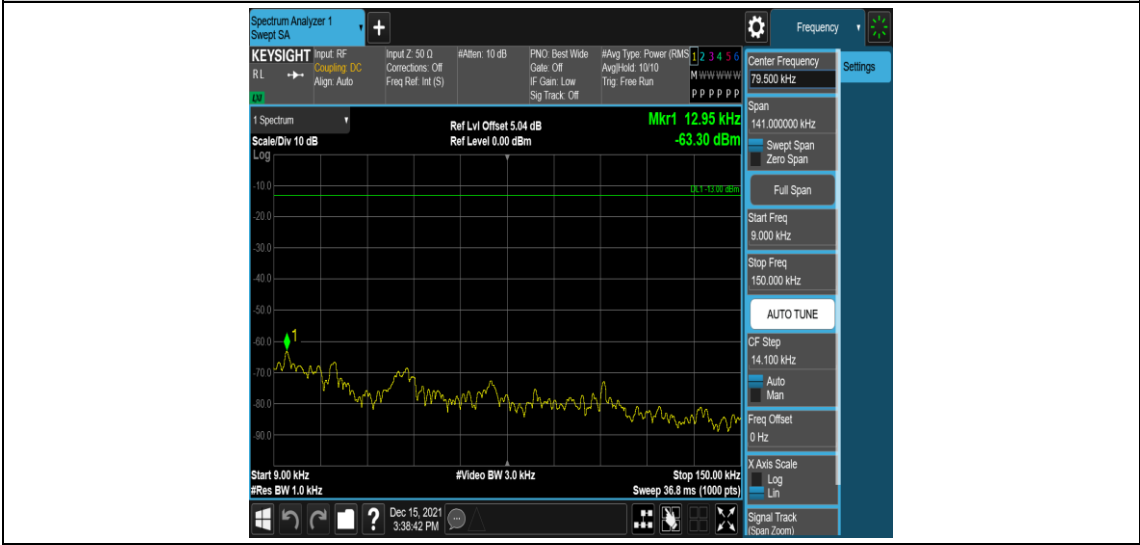 Spectrum Analyzer 1
Swept SA
+
Frequency
KEYSIGHT
RL
LM
Input: RF
Coupling: DC
Align: Auto
Input Z: 50 Ω
Corrections: Off
Freq Ref: Int (S)
#Atten: 10 dB
PNO: Best Wide
Gate: Off
IF Gain: Low
Sig Track: Off
#Avg Type: Power (RMS
Avg|Hold: 10/10
Trig: Free Run
1 2 3 4 5 6
M W W W W W
P P P P P P
1 Spectrum
Scale/Div 10 dB
Log
Ref Lvl Offset 5.04 dB
Ref Level 0.00 dBm
Mkr1 12.95 kHz
-63.30 dBm
DL1 -13.00 dBm
-10.0
-20.0
-30.0
-40.0
-50.0
-60.0
-70.0
-80.0
-90.0
1
Start 9.00 kHz
#Res BW 1.0 kHz
#Video BW 3.0 kHz
Stop 150.00 kHz
Sweep 36.8 ms (1000 pts)
Center Frequency
79.500 kHz
Settings
Span
141.000000 kHz
Swept Span
Zero Span
Full Span
Start Freq
9.000 kHz
Stop Freq
150.000 kHz
AUTO TUNE
CF Step
14.100 kHz
Auto
Man
Freq Offset
0 Hz
X Axis Scale
Log
Lin
Signal Track
(Span Zoom)
?
Dec 15, 2021
3:38:42 PM